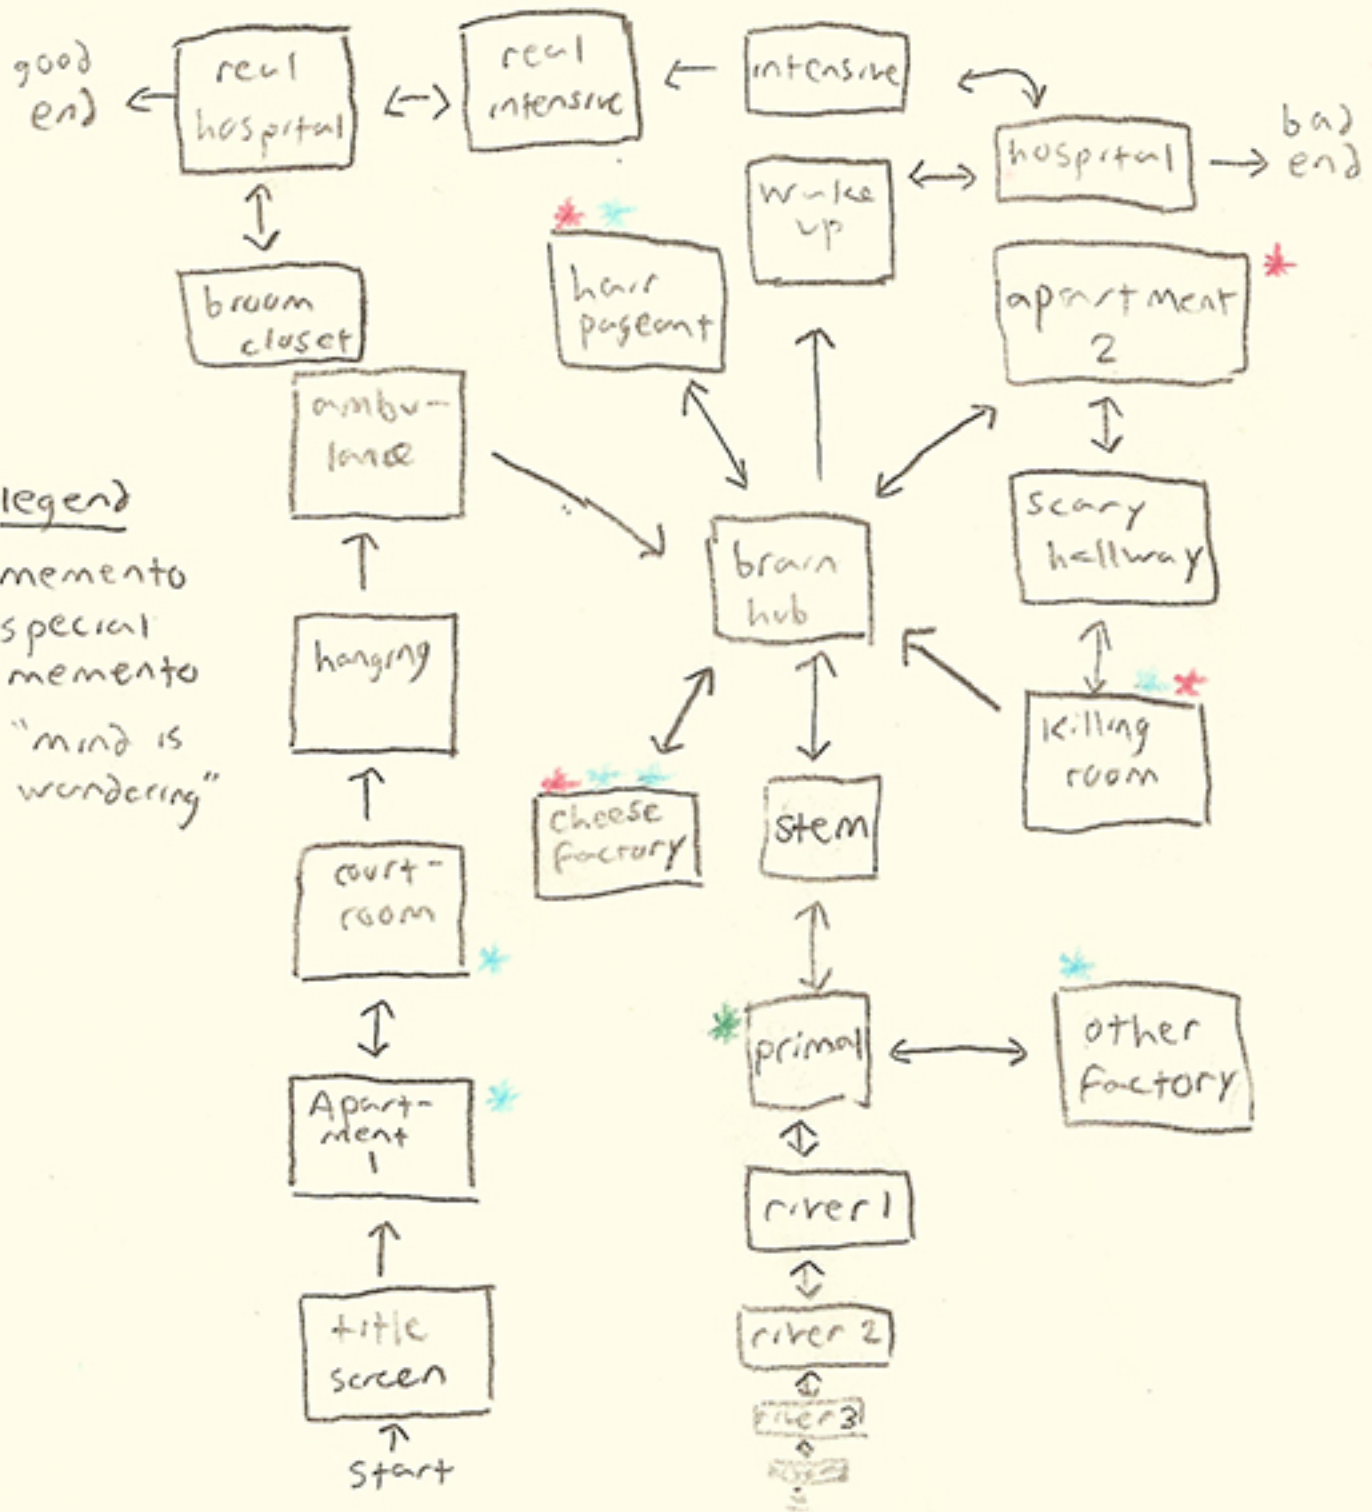 good
end
real
hospital
real
intensive
intensive
hospital
bad
end
wake
up
hair
pageant
apartment
2
broom
closet
ambu-
lance
scary
hallway
legend
memento
special
memento
"mind is
wandering"
brain
hub
hanging
killing
room
cheese
factory
stem
court-
room
primal
other
factory
Apart-
ment
1
river 1
title
screen
river 2
river 3
start